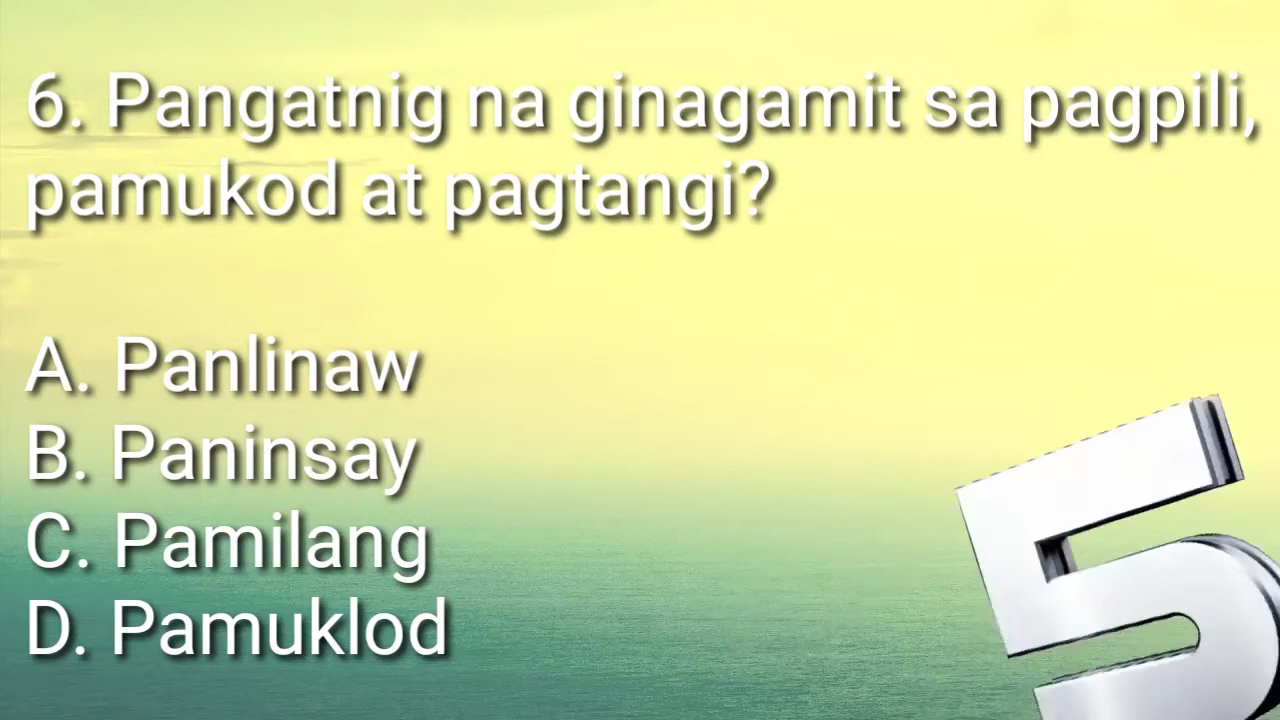 6. Pangatnig na ginagamit sa pagpili,
pamukod at pagtangi?
A. Panlinaw
B. Paninsay
C. Pamilang
D. Pamuklod
5